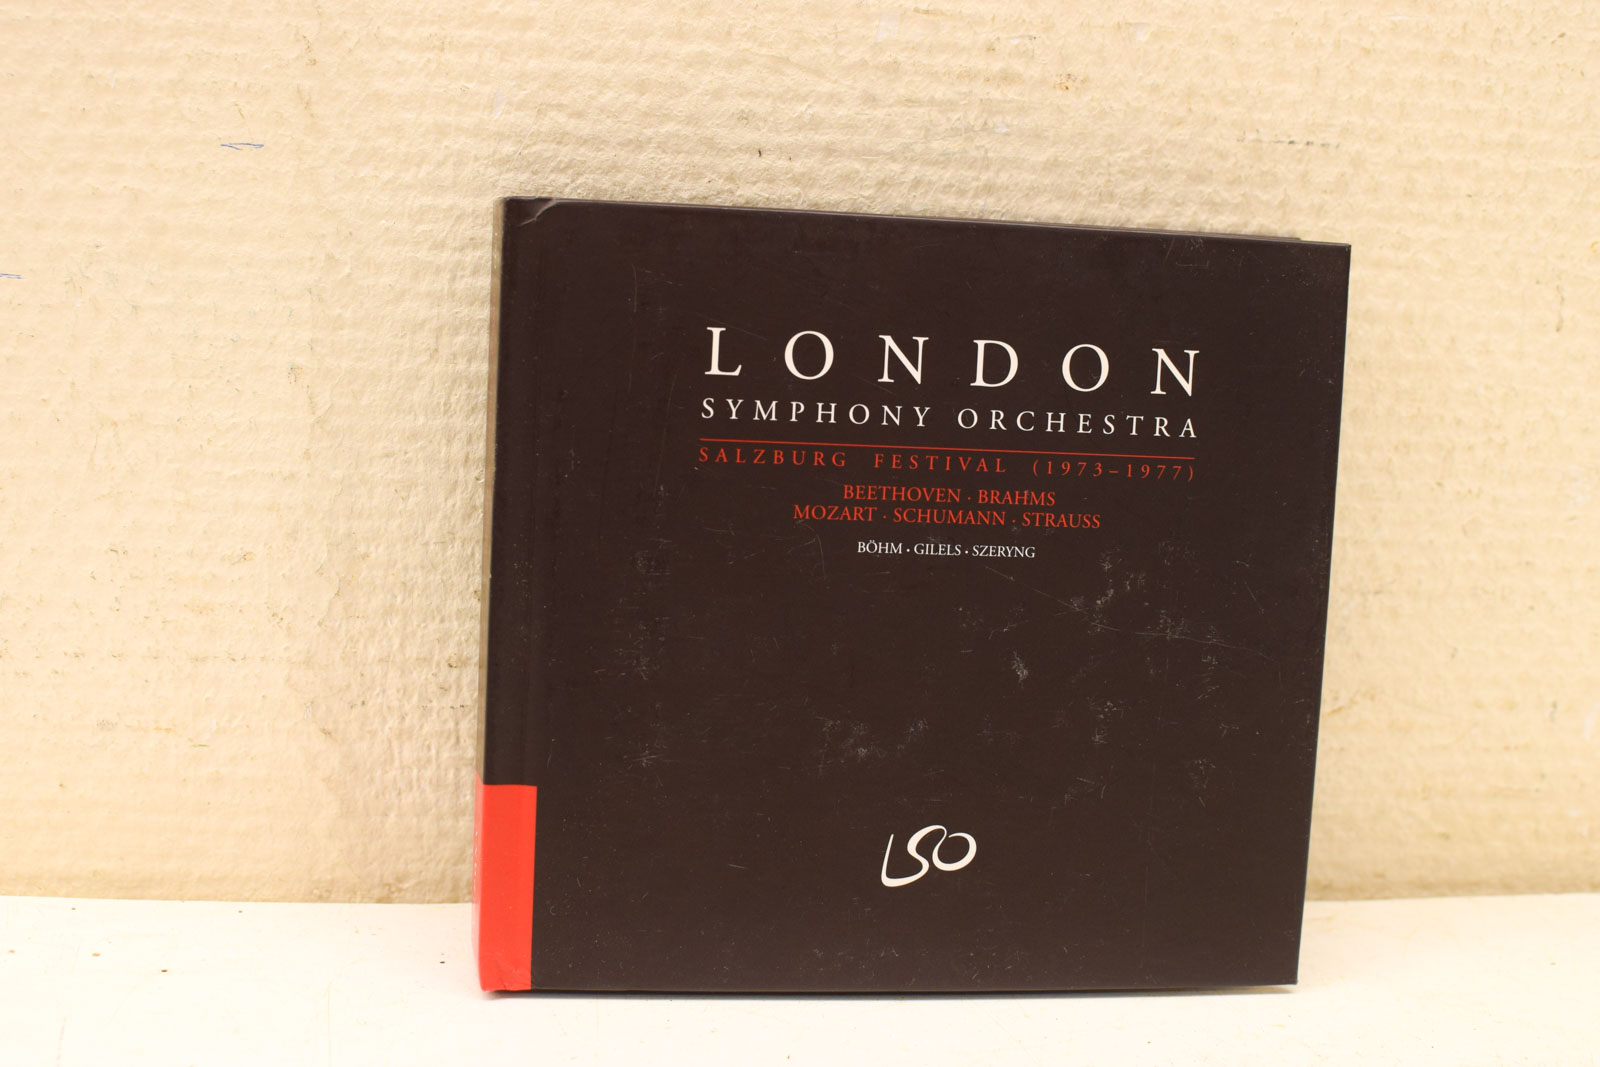 LONDON
SYMPHONY ORCHESTRA
SALZBURG FESTIVAL (1973–1977)
BEETHOVEN · BRAHMS
MOZART · SCHUMANN · STRAUSS
BÖHM · GILELS · SZERYNG
LSO